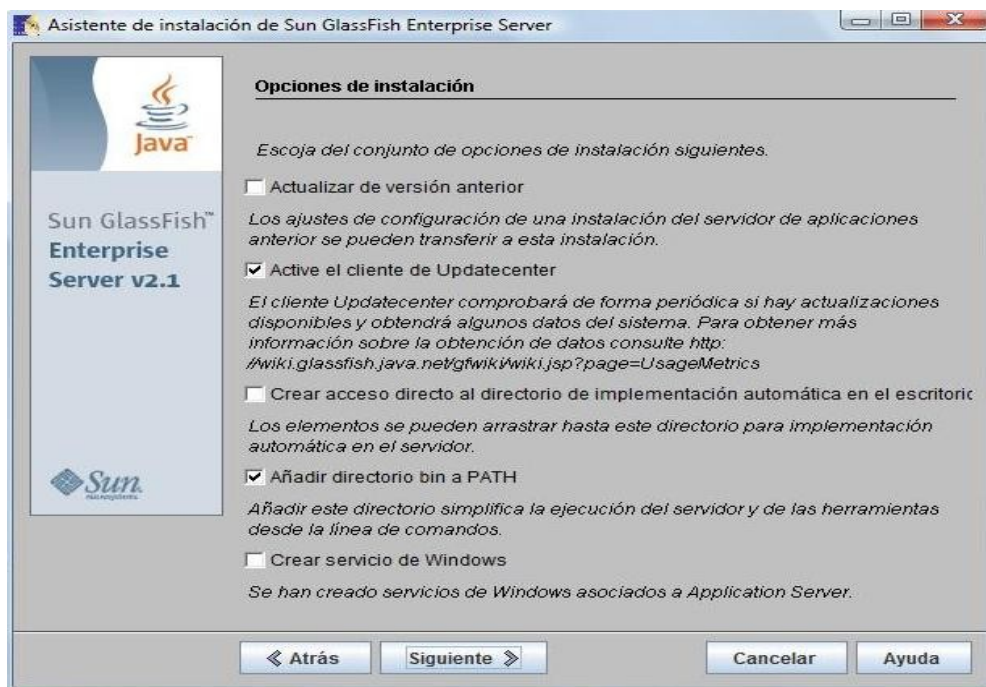 Asistente de instalación de Sun GlassFish Enterprise Server
Java™
Sun GlassFish™
Enterprise
Server v2.1
Sun
microsystems
Opciones de instalación
Escoja del conjunto de opciones de instalación siguientes.
Actualizar de versión anterior
Los ajustes de configuración de una instalación del servidor de aplicaciones
anterior se pueden transferir a esta instalación.
Active el cliente de Updatecenter
El cliente Updatecenter comprobará de forma periódica si hay actualizaciones
disponibles y obtendrá algunos datos del sistema. Para obtener más
información sobre la obtención de datos consulte http:
//wiki.glassfish.java.net/gfwiki/wiki.jsp?page=UsageMetrics
Crear acceso directo al directorio de implementación automática en el escritoric
Los elementos se pueden arrastrar hasta este directorio para implementación
automática en el servidor.
Añadir directorio bin a PATH
Añadir este directorio simplifica la ejecución del servidor y de las herramientas
desde la línea de comandos.
Crear servicio de Windows
Se han creado servicios de Windows asociados a Application Server.
Atrás
Siguiente
Cancelar
Ayuda